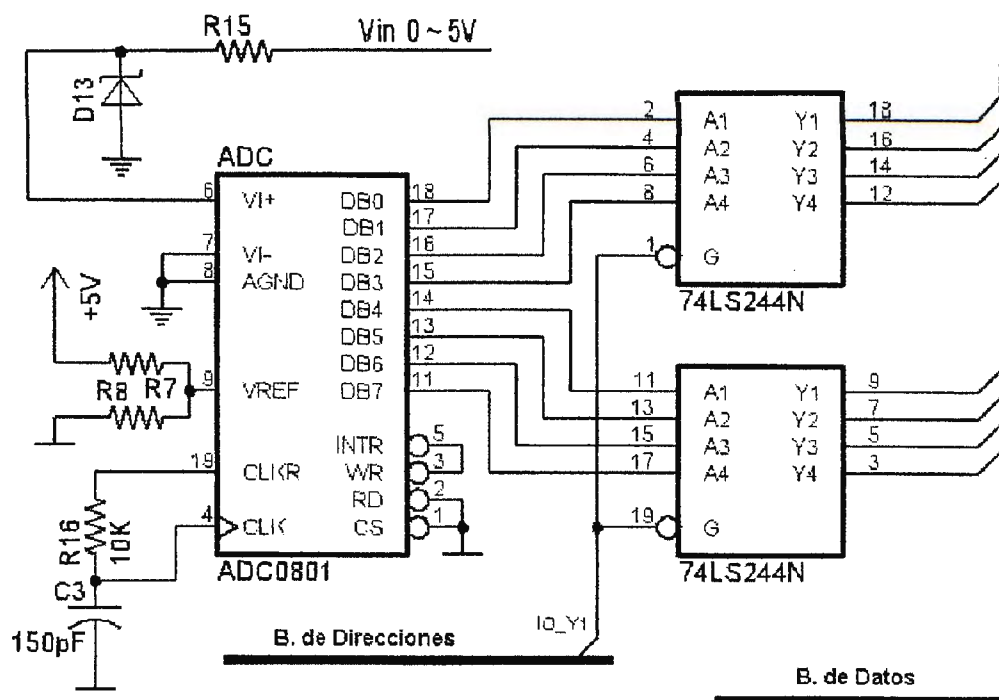 R15
Vin 0 ~ 5V
D13
ADC
6 VI+ DB0 18
DB1 17
7 VI- DB2 16
8 AGND DB3 15
DB4 14
DB5 13
DB6 12
9 VREF DB7 11
INTR 5
19 CLKR WR 3
RD 2
4 CLK CS 1
ADC0801
+5V
R8 R7
R16
10K
C3
150pF
2 A1 Y1 18
4 A2 Y2 16
6 A3 Y3 14
8 A4 Y4 12
1 G
74LS244N
11 A1 Y1 9
13 A2 Y2 7
15 A3 Y3 5
17 A4 Y4 3
19 G
74LS244N
IO_Y1
B. de Direcciones
B. de Datos